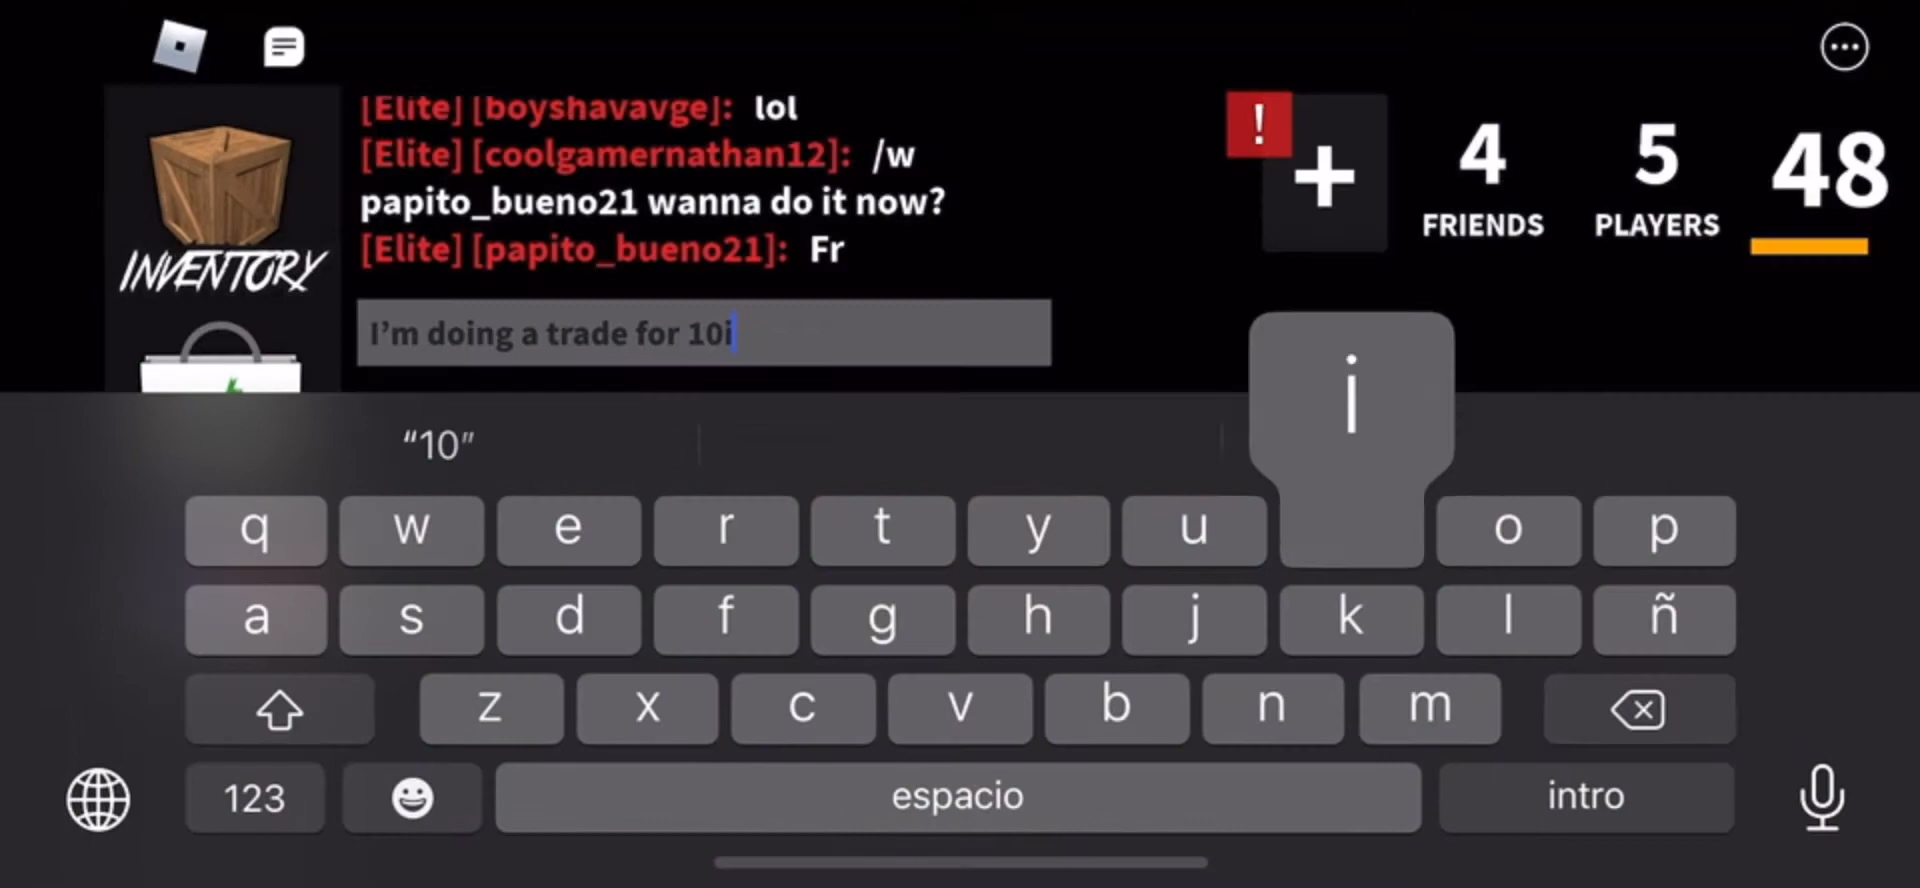 [Elite] [boyshavavge]: lol
[Elite] [coolgamernathan12]: /w
papito_bueno21 wanna do it now?
[Elite] [papito_bueno21]: Fr
I’m doing a trade for 10i
INVENTORY
!
+
4
FRIENDS
5
PLAYERS
48
“10”
i
q w e r t y u o p
a s d f g h j k l ñ
z x c v b n m
123 espacio intro